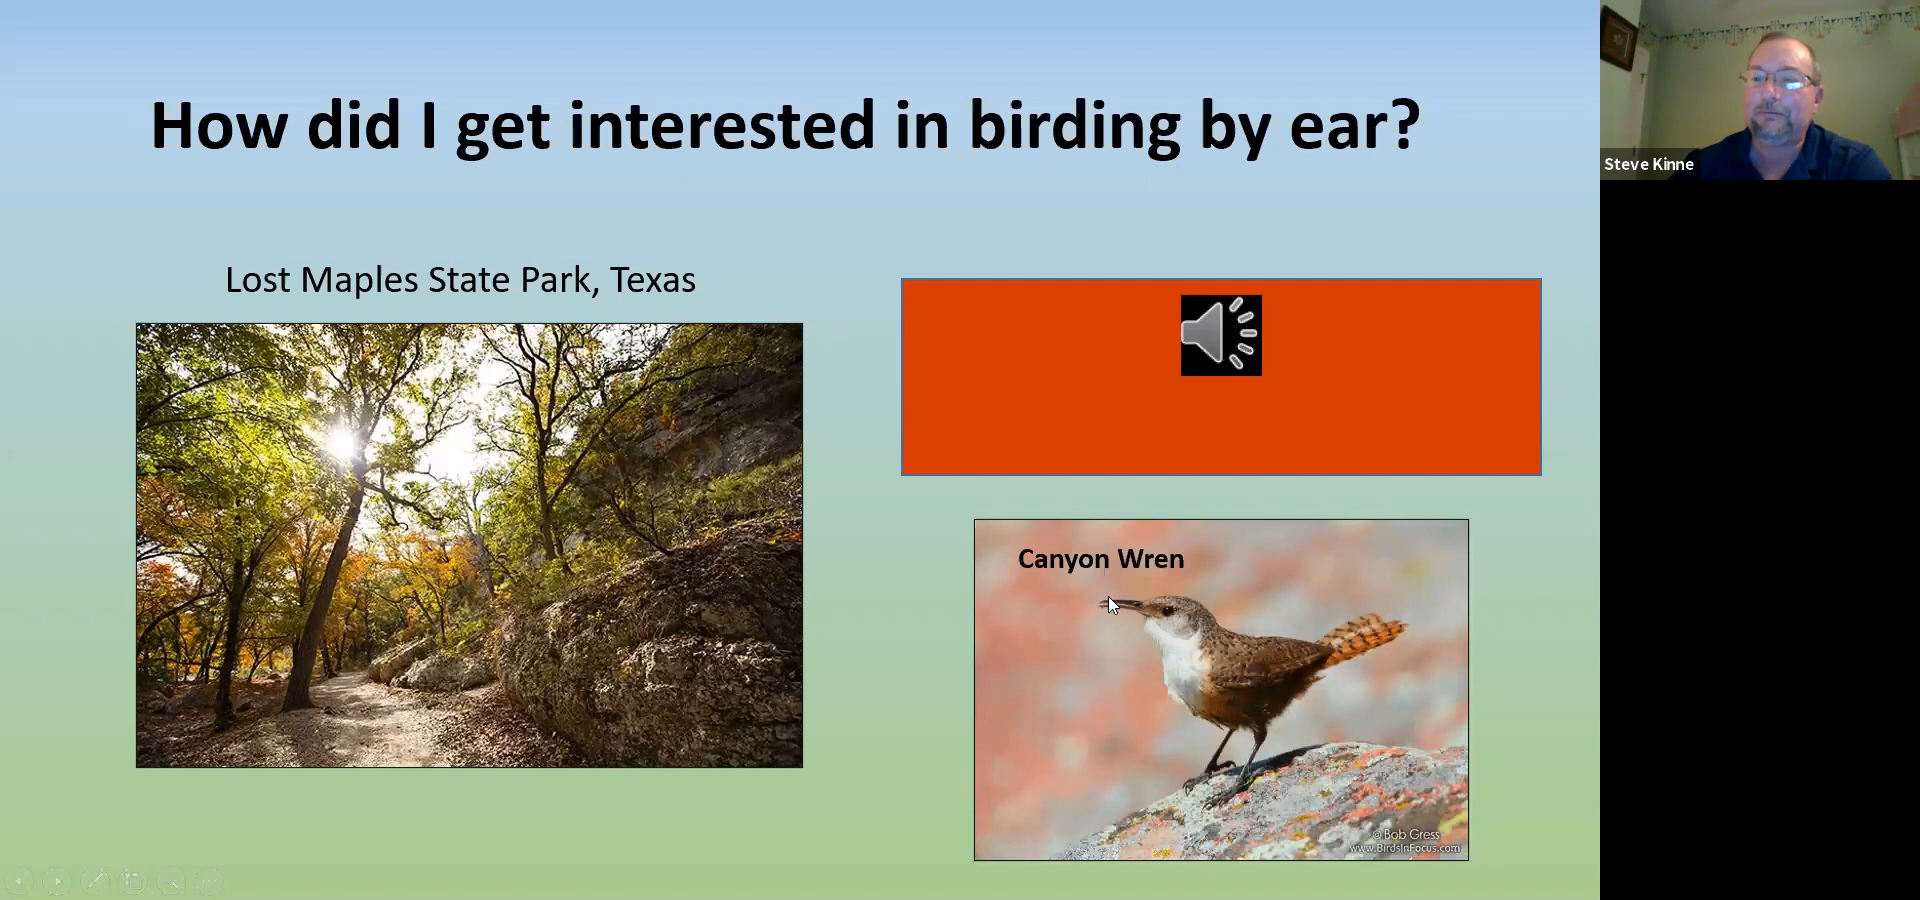 How did I get interested in birding by ear?
Steve Kinne
Lost Maples State Park, Texas
Canyon Wren
©Bob Gress
www.BirdsInFocus.com